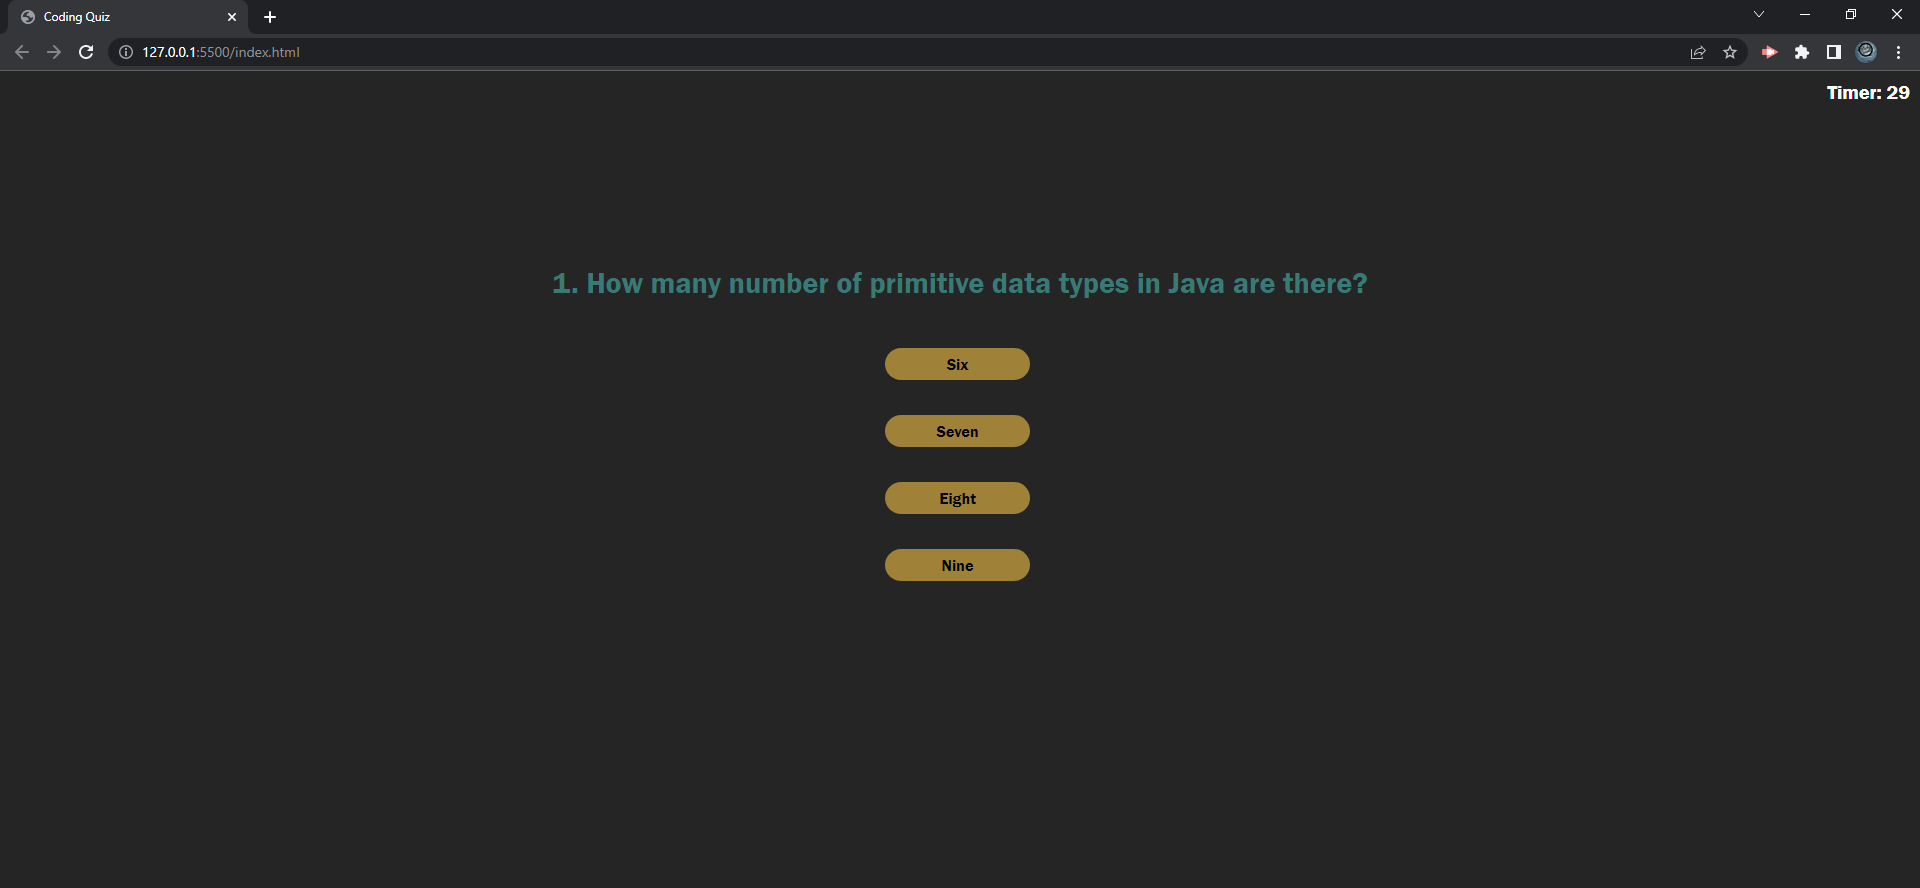 Coding Quiz
127.0.0.1:5500/index.html
Timer: 29
1. How many number of primitive data types in Java are there?
Six
Seven
Eight
Nine